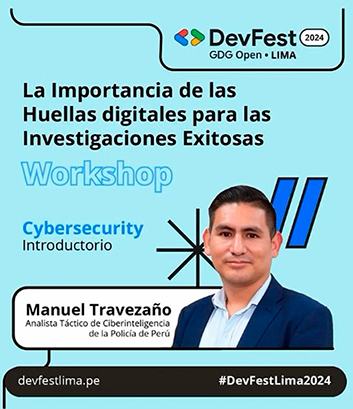 DevFest 2024
GDG Open • LIMA
La Importancia de las
Huellas digitales para las
Investigaciones Exitosas
Workshop
Cybersecurity
Introductorio
Manuel Travezaño
Analista Táctico de Ciberinteligencia
de la Policía de Perú
devfestlima.pe
#DevFestLima2024